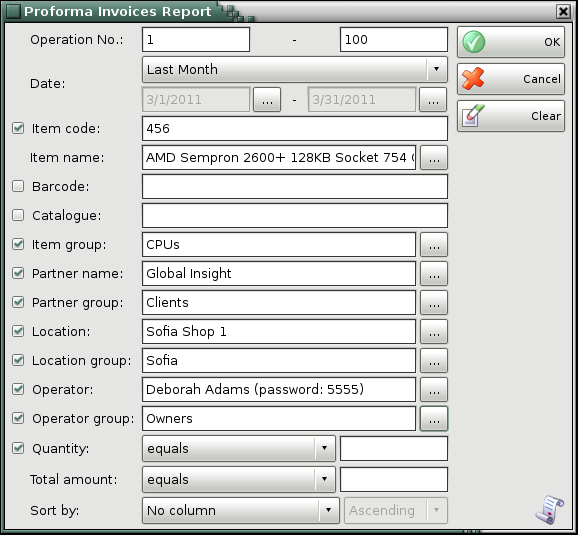 Proforma Invoices Report
Operation No.: 1 - 100
OK
Date: Last Month
3/1/2011 ... - 3/31/2011 ...
Cancel
Clear
Item code: 456
Item name: AMD Sempron 2600+ 128KB Socket 754 ...
Barcode:
Catalogue:
Item group: CPUs ...
Partner name: Global Insight ...
Partner group: Clients ...
Location: Sofia Shop 1 ...
Location group: Sofia ...
Operator: Deborah Adams (password: 5555) ...
Operator group: Owners ...
Quantity: equals
Total amount: equals
Sort by: No column Ascending